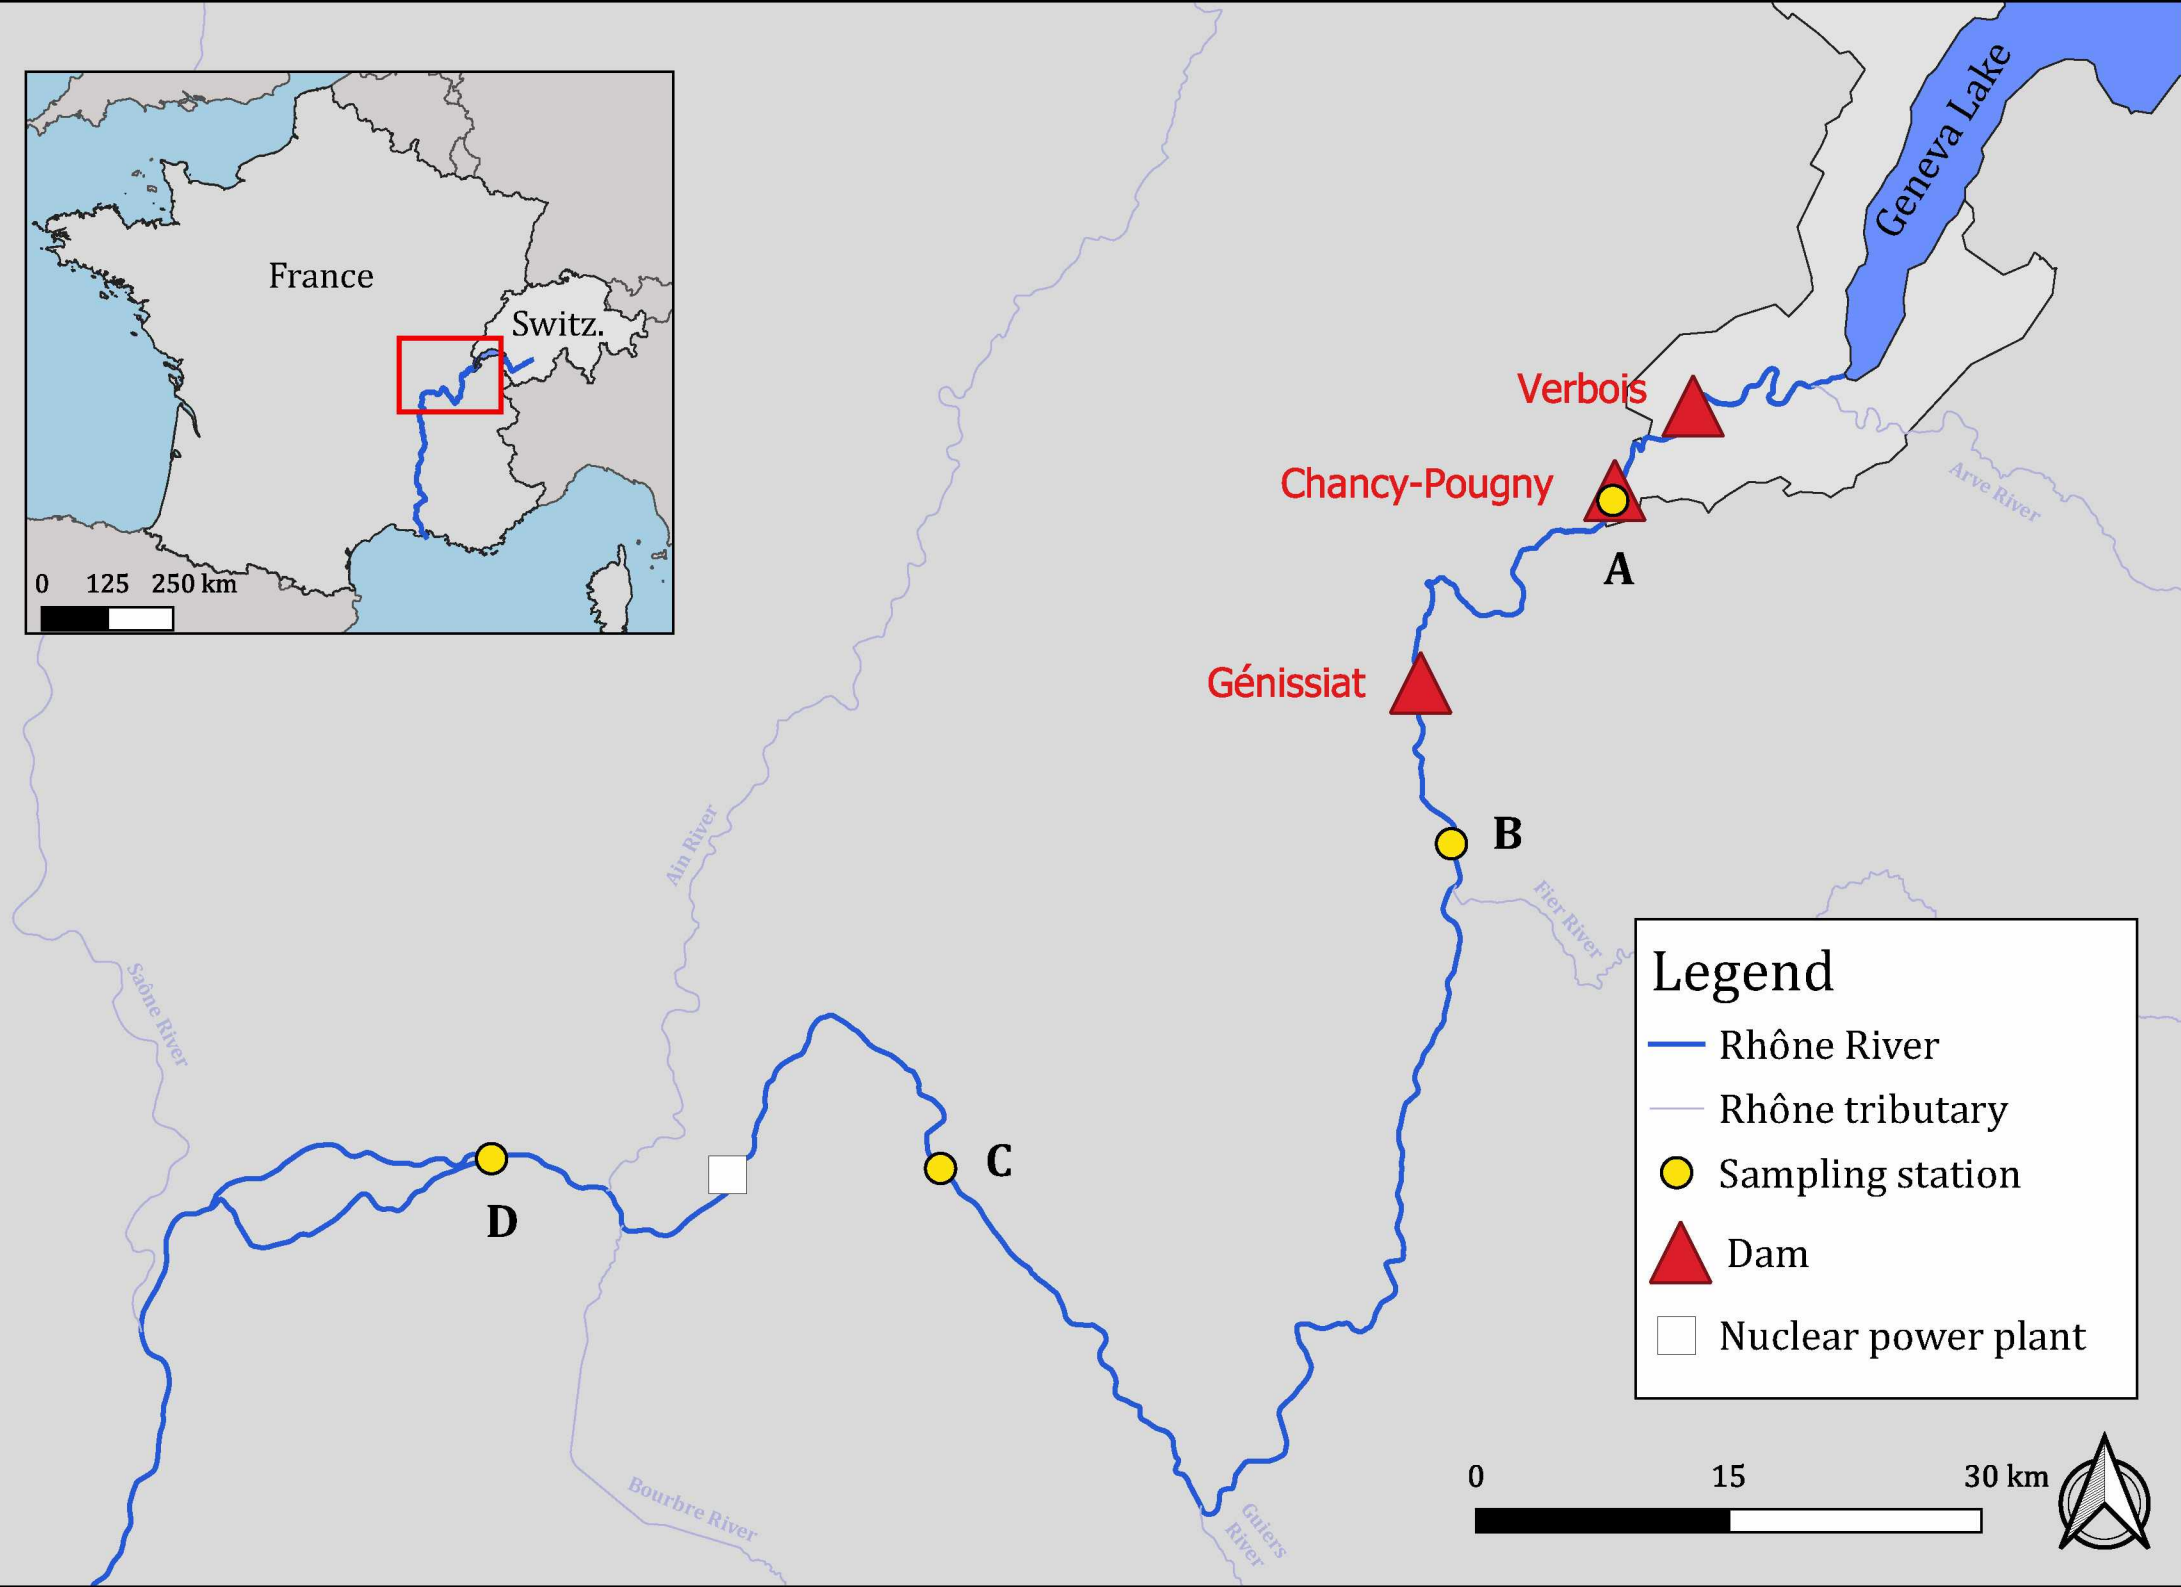 France
Switz.
0 125 250 km
Geneva Lake
Verbois
Chancy-Pougny
A
Arve River
Génissiat
B
Ain River
Fier River
Saône River
C
D
Bourbre River
Guiers
River
Legend
Rhône River
Rhône tributary
Sampling station
Dam
Nuclear power plant
0 15 30 km